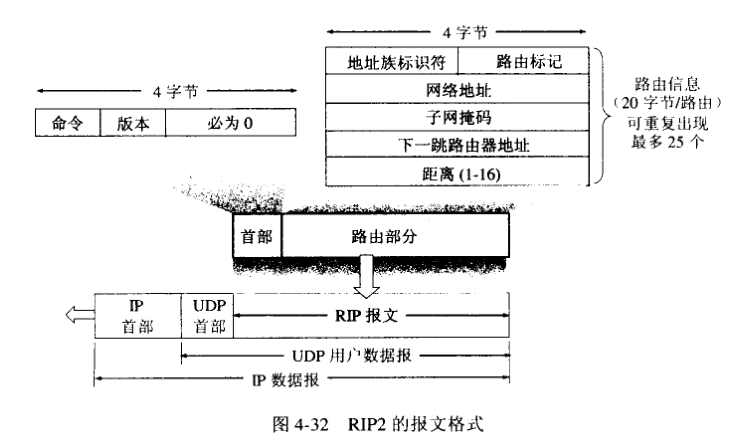 4 字节
地址族标识符 路由标记
网络地址
子网掩码
下一跳路由器地址
距离 (1-16)
路由信息
(20 字节/路由)
可重复出现
最多 25 个
4 字节
命令 版本 必为 0
首部 路由部分
IP
首部
UDP
首部
RIP 报文
UDP 用户数据报
IP 数据报
图 4-32 RIP2 的报文格式